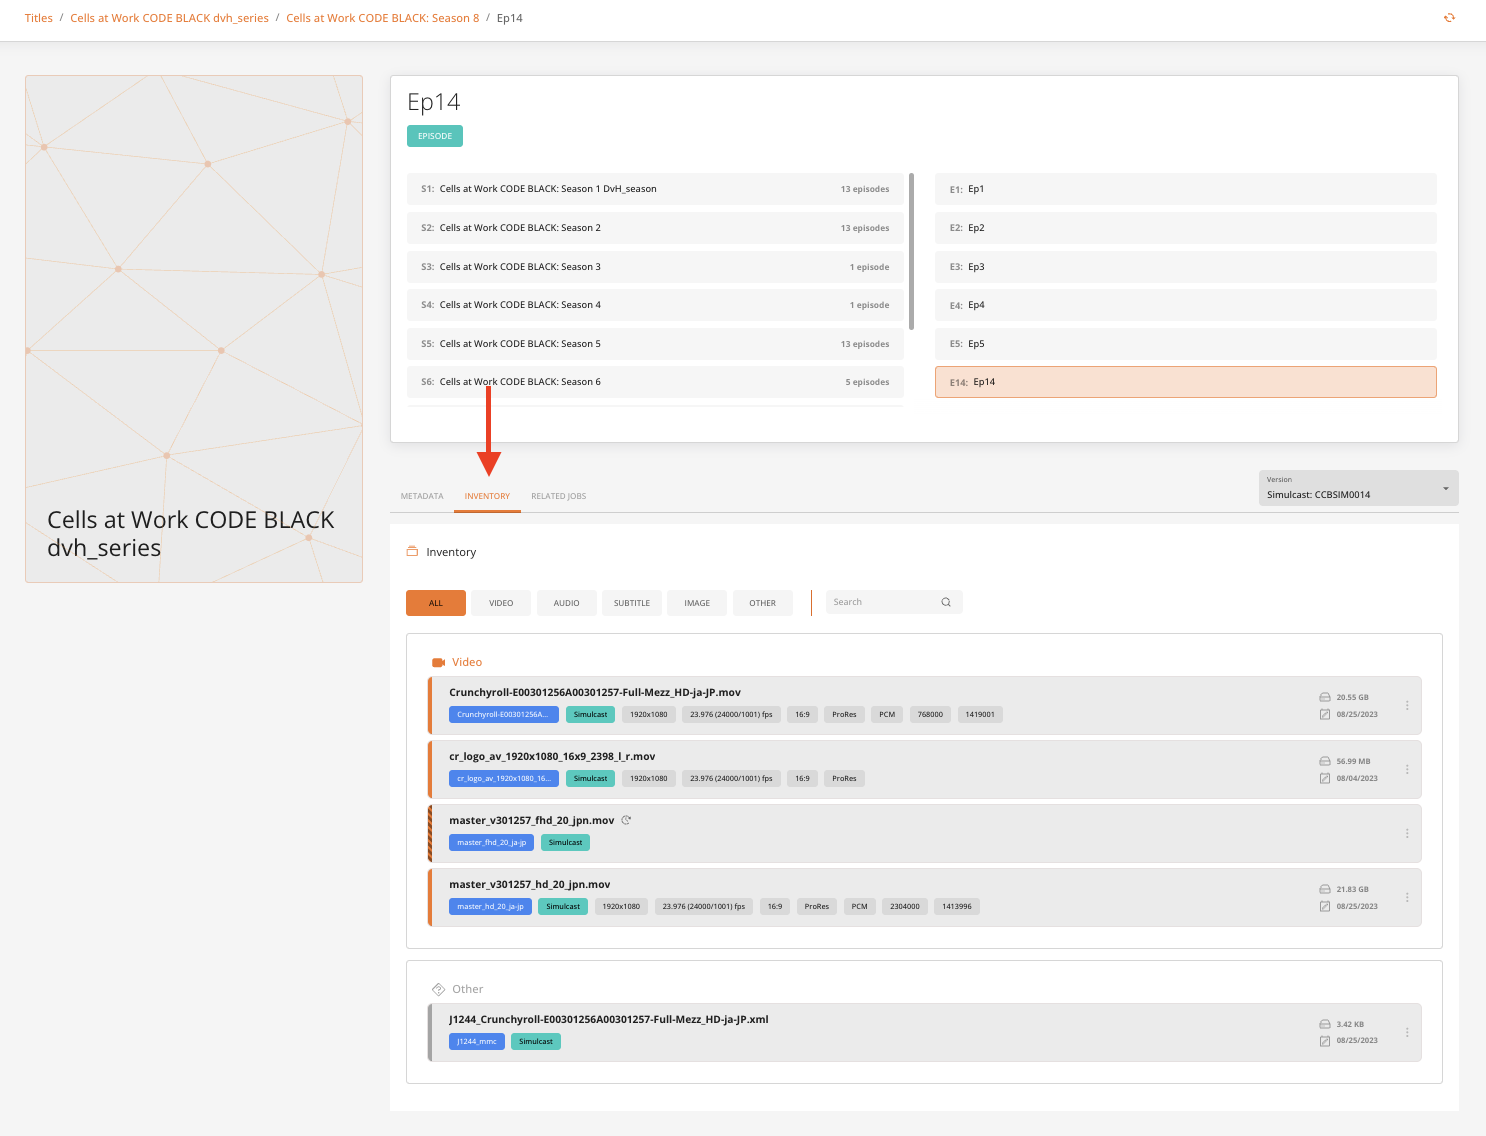 Titles / Cells at Work CODE BLACK dvh_series / Cells at Work CODE BLACK: Season 8 / Ep14
Cells at Work CODE BLACK
dvh_series
Ep14
EPISODE
S1: Cells at Work CODE BLACK: Season 1 DvH_season 13 episodes
S2: Cells at Work CODE BLACK: Season 2 13 episodes
S3: Cells at Work CODE BLACK: Season 3 1 episode
S4: Cells at Work CODE BLACK: Season 4 1 episode
S5: Cells at Work CODE BLACK: Season 5 13 episodes
S6: Cells at Work CODE BLACK: Season 6 5 episodes
E1: Ep1
E2: Ep2
E3: Ep3
E4: Ep4
E5: Ep5
E14: Ep14
METADATA INVENTORY RELATED JOBS
Version
Simulcast: CCBSIM0014
Inventory
ALL VIDEO AUDIO SUBTITLE IMAGE OTHER Search
Video
Crunchyroll-E00301256A00301257-Full-Mezz_HD-ja-JP.mov
Crunchyroll-E00301256A... Simulcast 1920x1080 23.976 (24000/1001) fps 16:9 ProRes PCM 768000 1419001
20.55 GB
08/25/2023
cr_logo_av_1920x1080_16x9_2398_l_r.mov
cr_logo_av_1920x1080_16... Simulcast 1920x1080 23.976 (24000/1001) fps 16:9 ProRes
56.99 MB
08/04/2023
master_v301257_fhd_20_jpn.mov
master_fhd_20_ja-jp Simulcast
master_v301257_hd_20_jpn.mov
master_hd_20_ja-jp Simulcast 1920x1080 23.976 (24000/1001) fps 16:9 ProRes PCM 2304000 1413996
21.83 GB
08/25/2023
Other
J1244_Crunchyroll-E00301256A00301257-Full-Mezz_HD-ja-JP.xml
J1244_mmc Simulcast
3.42 KB
08/25/2023